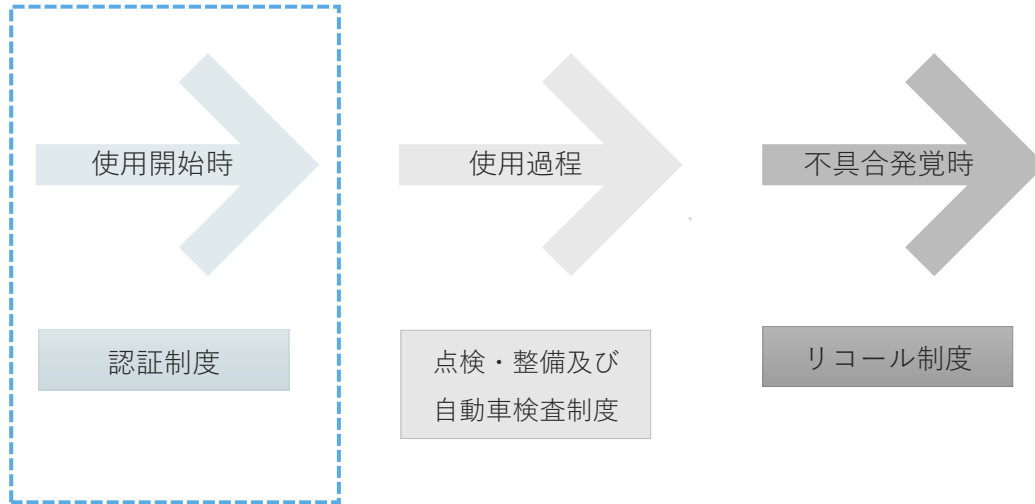 使用開始時
使用過程
不具合発覚時
認証制度
点検・整備及び
自動車検査制度
リコール制度